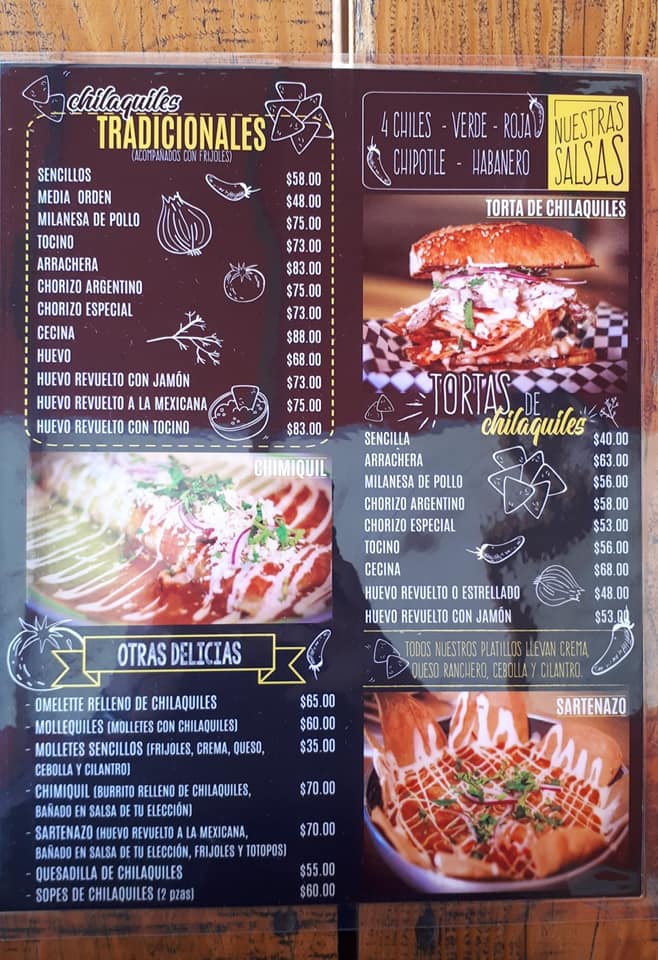 chilaquiles
TRADICIONALES
(ACOMPAÑADOS CON FRIJOLES)
SENCILLOS $58.00
MEDIA ORDEN $48.00
MILANESA DE POLLO $75.00
TOCINO $73.00
ARRACHERA $83.00
CHORIZO ARGENTINO $75.00
CHORIZO ESPECIAL $73.00
CECINA $88.00
HUEVO $68.00
HUEVO REVUELTO CON JAMÓN $73.00
HUEVO REVUELTO A LA MEXICANA $75.00
HUEVO REVUELTO CON TOCINO $83.00
CHIMIQUIL
OTRAS DELICIAS
- OMELETTE RELLENO DE CHILAQUILES $65.00
- MOLLEQUILES (MOLLETES CON CHILAQUILES) $60.00
- MOLLETES SENCILLOS (FRIJOLES, CREMA, QUESO, $35.00
CEBOLLA Y CILANTRO)
- CHIMIQUIL (BURRITO RELLENO DE CHILAQUILES, $70.00
BAÑADO EN SALSA DE TU ELECCIÓN)
- SARTENAZO (HUEVO REVUELTO A LA MEXICANA, $70.00
BAÑADO EN SALSA DE TU ELECCIÓN, FRIJOLES Y TOTOPOS)
- QUESADILLA DE CHILAQUILES $55.00
- SOPES DE CHILAQUILES (2 pzas) $60.00
4 CHILES - VERDE - ROJA
CHIPOTLE - HABANERO
NUESTRAS
SALSAS
TORTA DE CHILAQUILES
TORTAS DE
chilaquiles
SENCILLA $40.00
ARRACHERA $63.00
MILANESA DE POLLO $56.00
CHORIZO ARGENTINO $58.00
CHORIZO ESPECIAL $53.00
TOCINO $56.00
CECINA $68.00
HUEVO REVUELTO O ESTRELLADO $48.00
HUEVO REVUELTO CON JAMÓN $53.00
TODOS NUESTROS PLATILLOS LLEVAN CREMA,
QUESO RANCHERO, CEBOLLA Y CILANTRO.
SARTENAZO